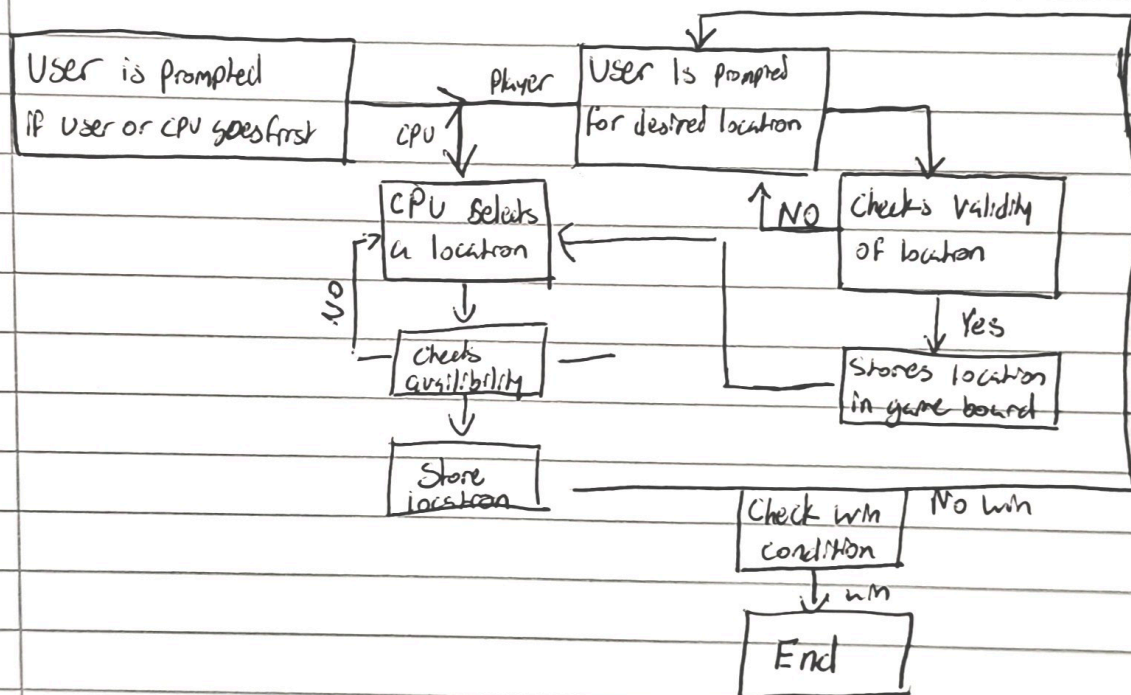 User is prompted
if User or CPU goes first
Player
CPU
User Is prompted
for desired location
CPU Selects
a location
NO
Checks validity
of location
NO
Yes
Checks
availibility
Stores location
in game board
Store
location
Check win
condition
No win
win
End